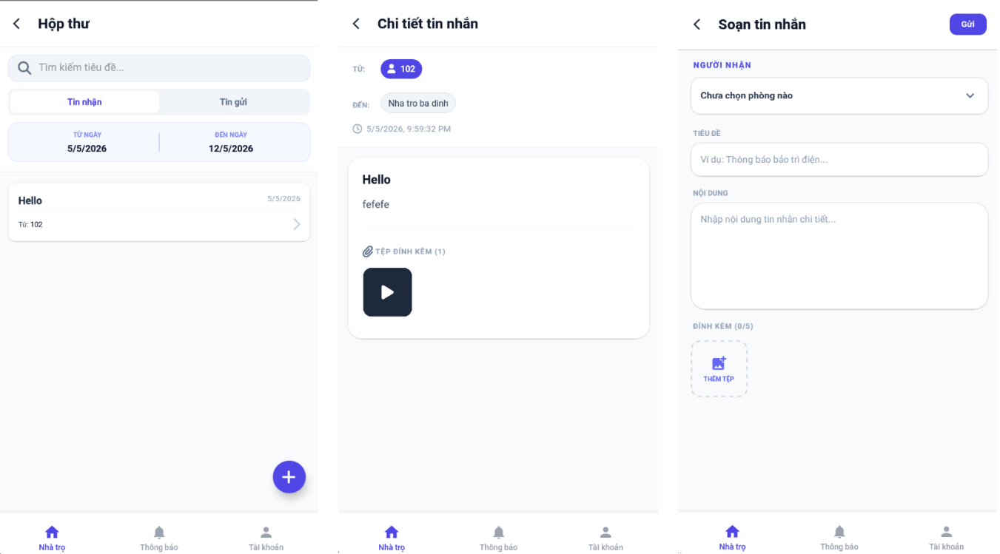 Hộp thư
Tìm kiếm tiêu đề...
Tin nhận
Tin gửi
TỪ NGÀY
5/5/2026
ĐẾN NGÀY
12/5/2026
Hello
5/5/2026
Từ: 102
Nhà trọ
Thông báo
Tài khoản
Chi tiết tin nhắn
TỪ:
102
ĐẾN:
Nha tro ba dinh
5/5/2026, 9:59:32 PM
Hello
fefefe
TỆP ĐÍNH KÈM (1)
Nhà trọ
Thông báo
Tài khoản
Soạn tin nhắn
Gửi
NGƯỜI NHẬN
Chưa chọn phòng nào
TIÊU ĐỀ
Ví dụ: Thông báo bảo trì điện...
NỘI DUNG
Nhập nội dung tin nhắn chi tiết...
ĐÍNH KÈM (0/5)
THÊM TỆP
Nhà trọ
Thông báo
Tài khoản